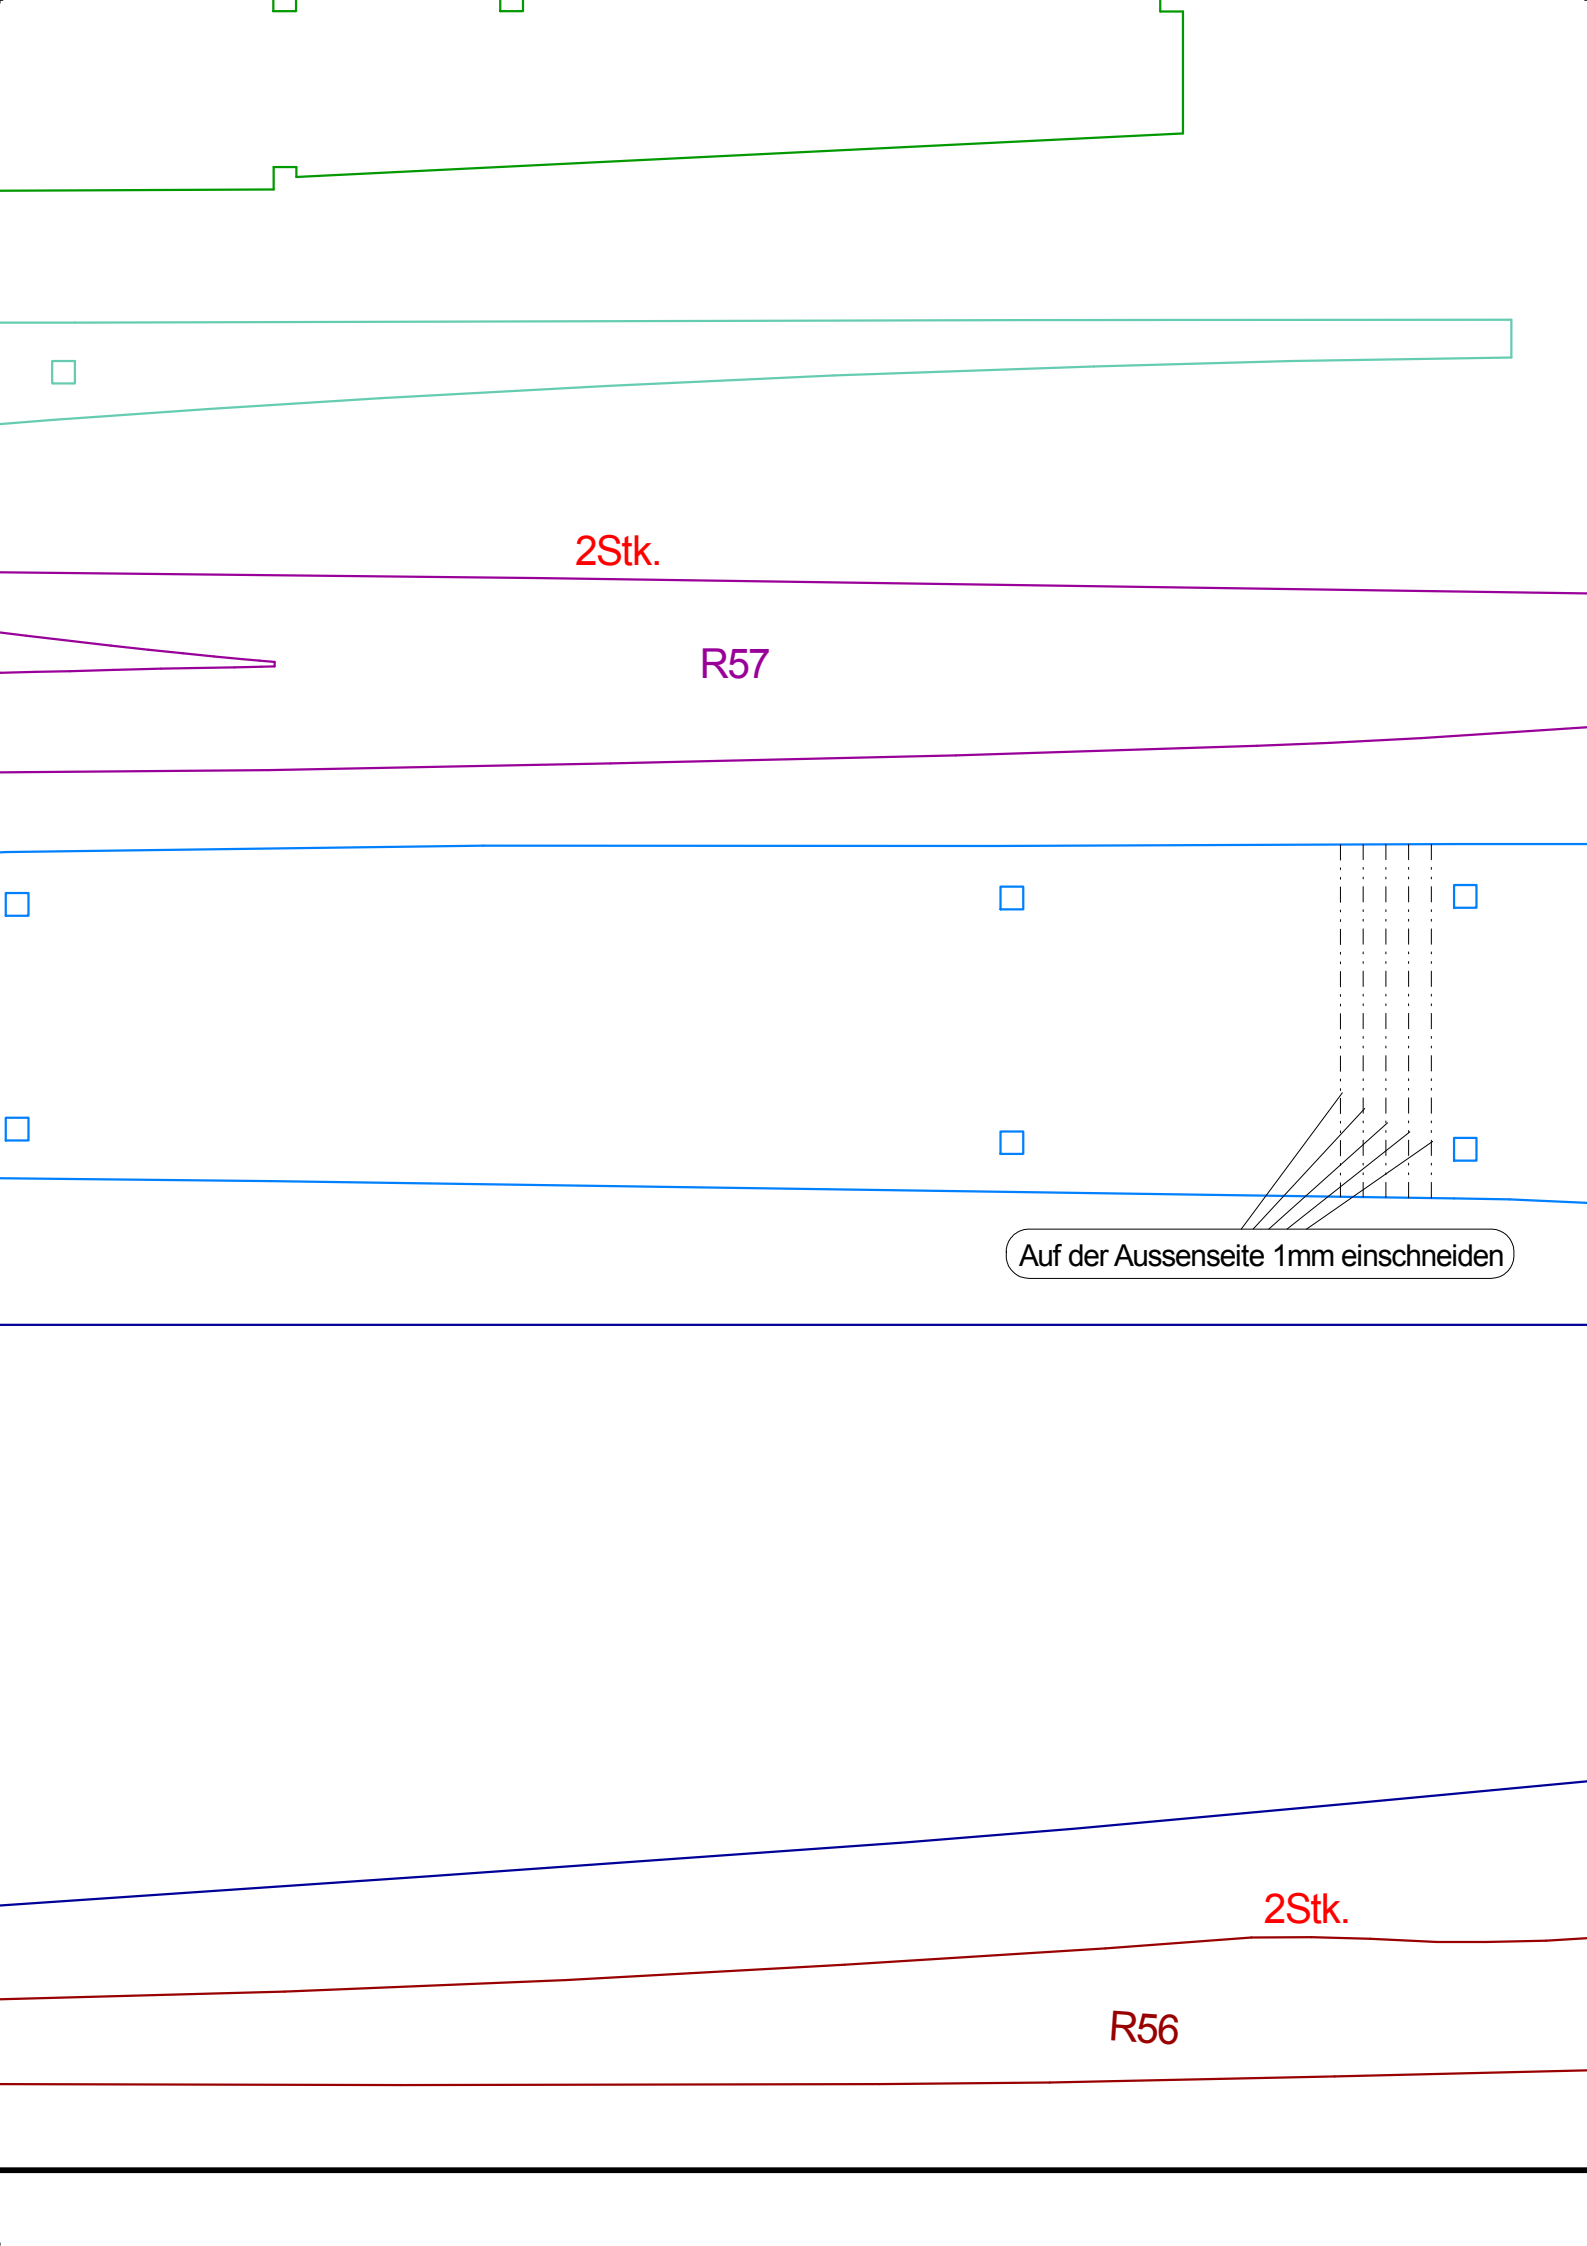 2Stk.
R57
Auf der Aussenseite 1mm einschneiden
2Stk.
R56